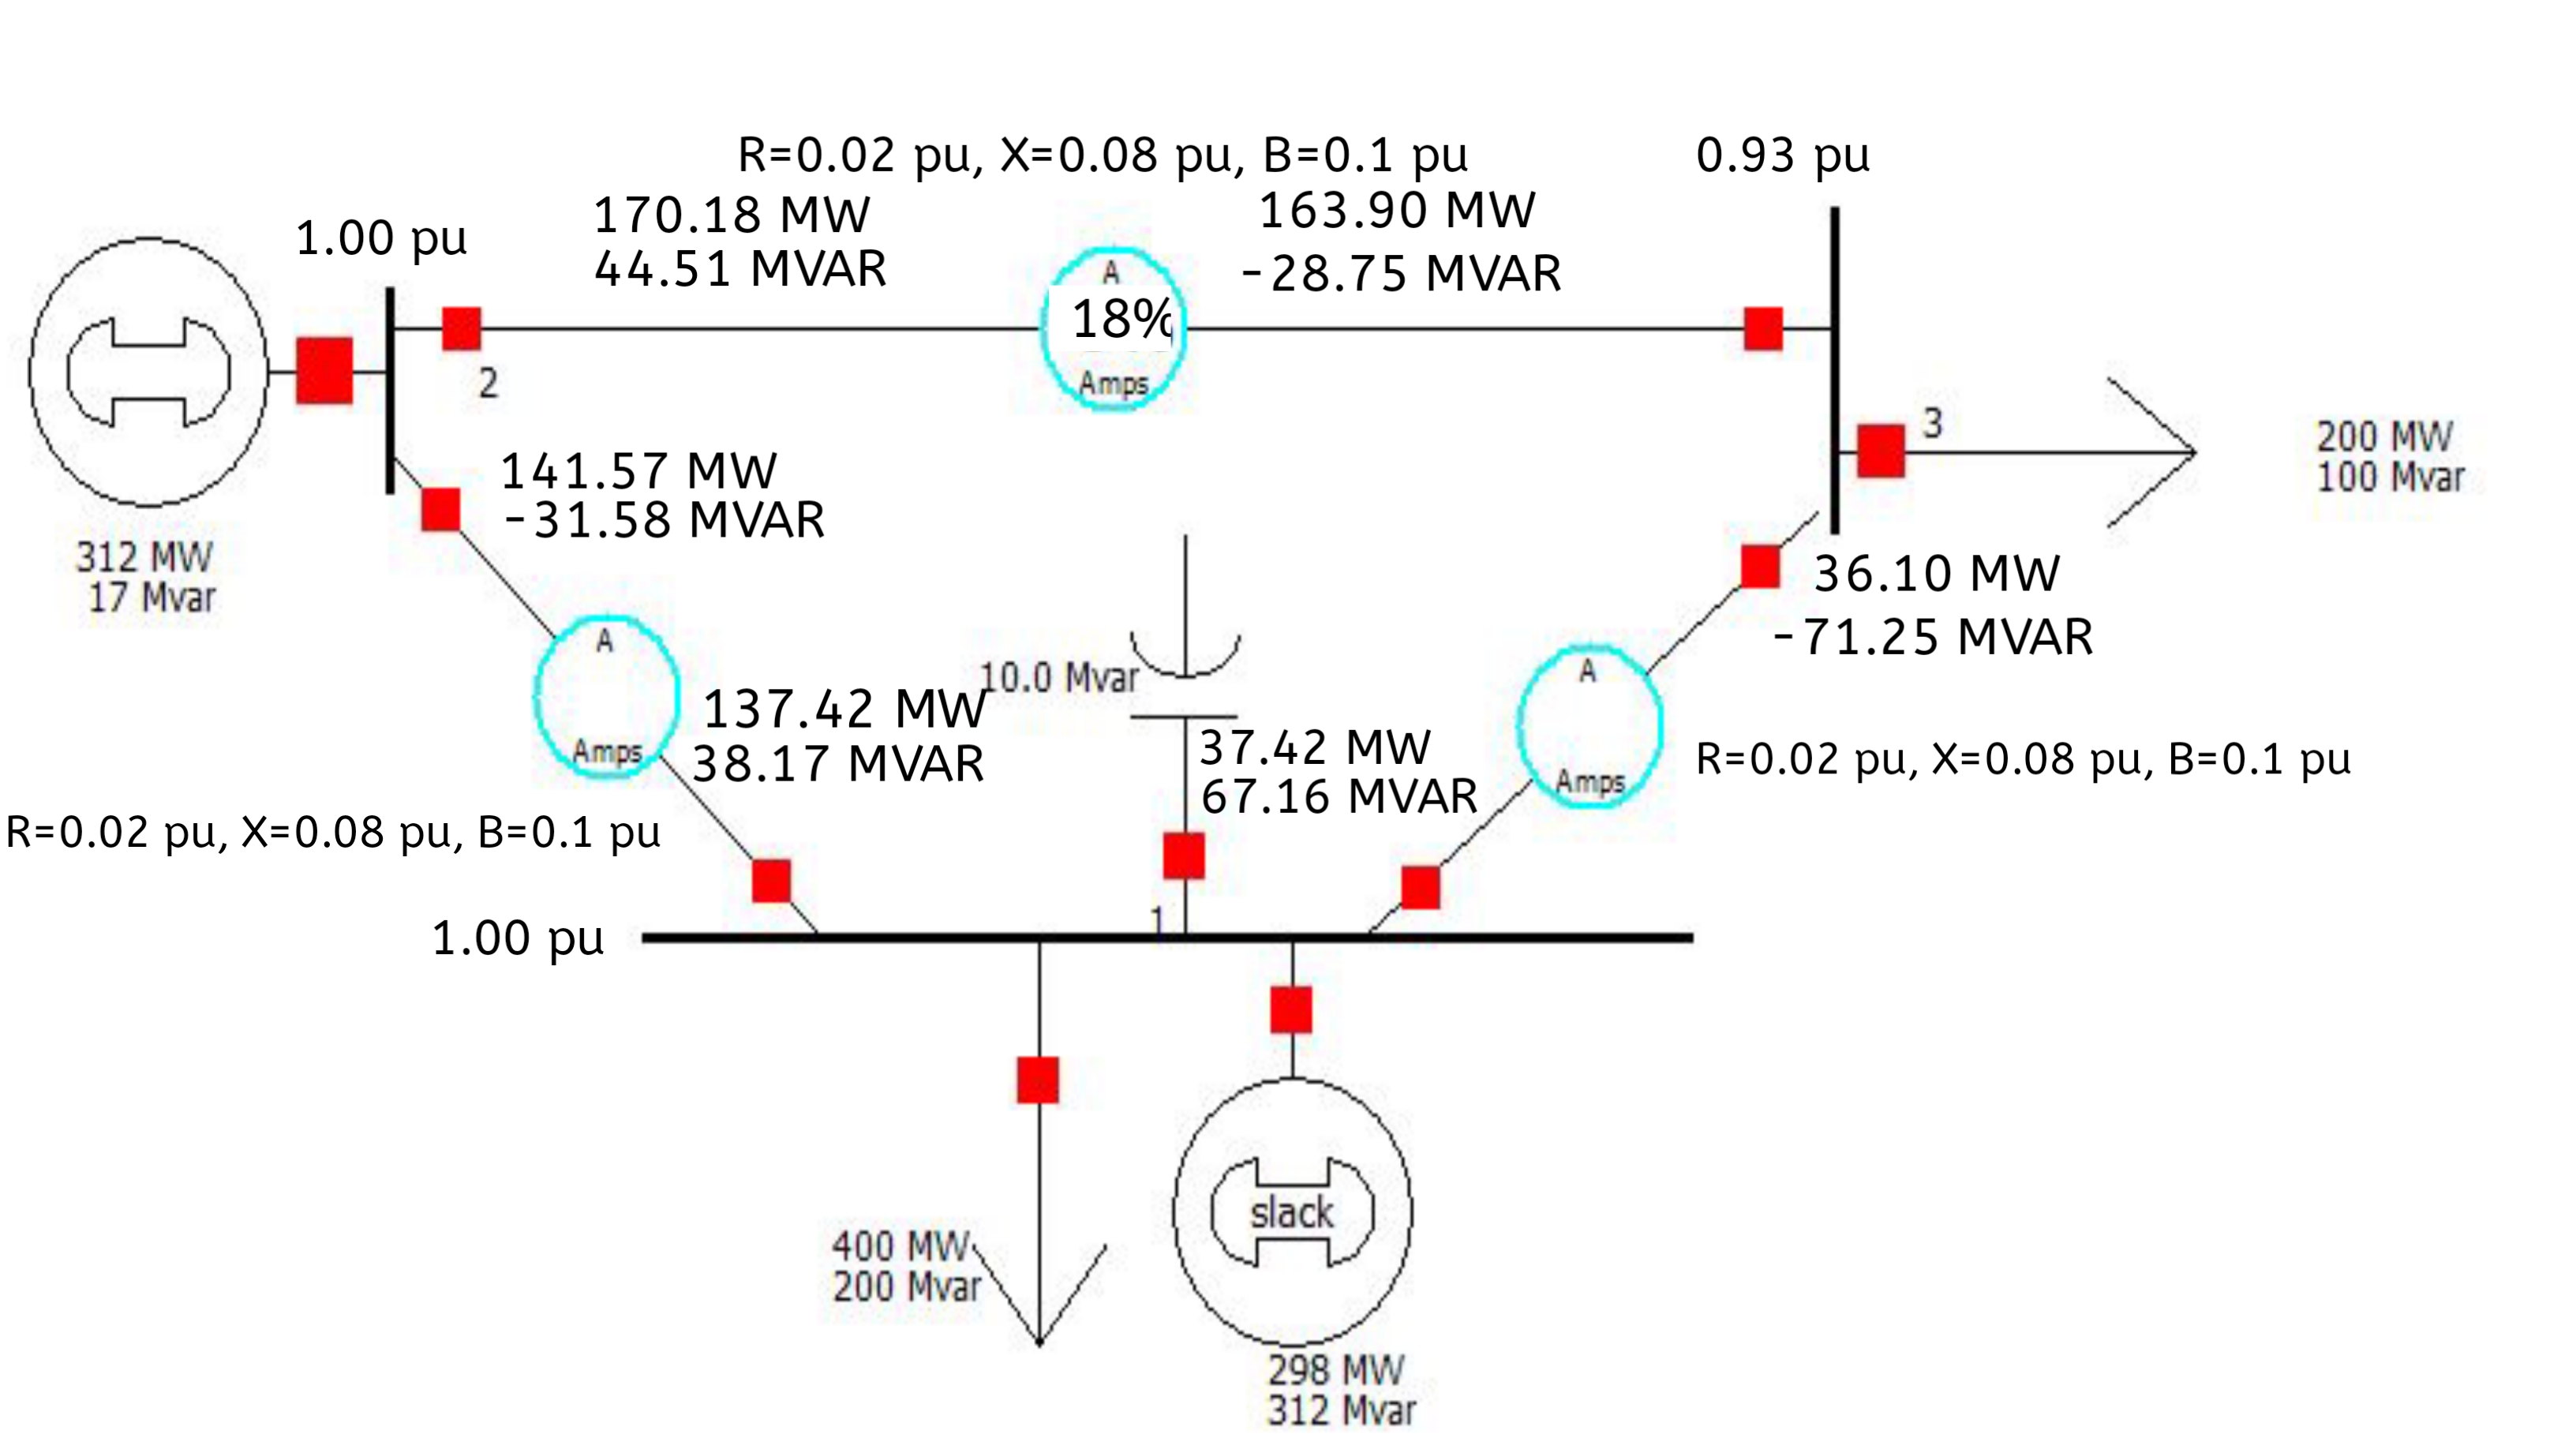 R=0.02 pu, X=0.08 pu, B=0.1 pu
0.93 pu
170.18 MW
44.51 MVAR
163.90 MW
-28.75 MVAR
1.00 pu
A
18%
Amps
2
3
200 MW
100 Mvar
141.57 MW
-31.58 MVAR
312 MW
17 Mvar
36.10 MW
-71.25 MVAR
A
Amps
10.0 Mvar
137.42 MW
38.17 MVAR
37.42 MW
67.16 MVAR
A
Amps
R=0.02 pu, X=0.08 pu, B=0.1 pu
R=0.02 pu, X=0.08 pu, B=0.1 pu
1
1.00 pu
slack
400 MW
200 Mvar
298 MW
312 Mvar